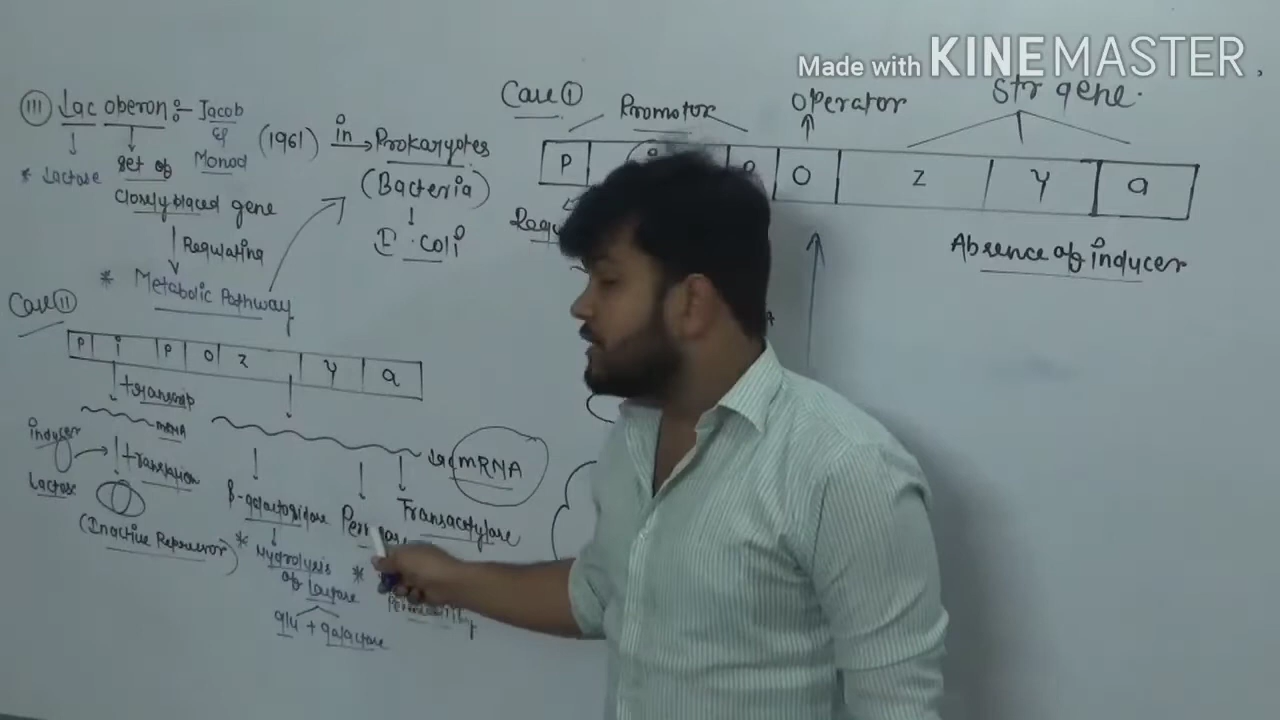 Made with KINEMASTER
III Lac operon :- Jacob & Monod (1961) in → Prokaryotes
(Bacteria)
E. Coli
* Lactose
set of
closely placed gene
Regulating
* Metabolic Pathway
Case I
Promotor
Operator
Str gene.
P
O
z
y
a
Absence of inducer
Case II
P i P O z y a
transcrip
mRNA
inducer
Lactose
translation
(Inactive Repressor)
Lac mRNA
β-galactosidase
Transacetylase
* Hydrolysis
of Lactose
glu + galactose
*